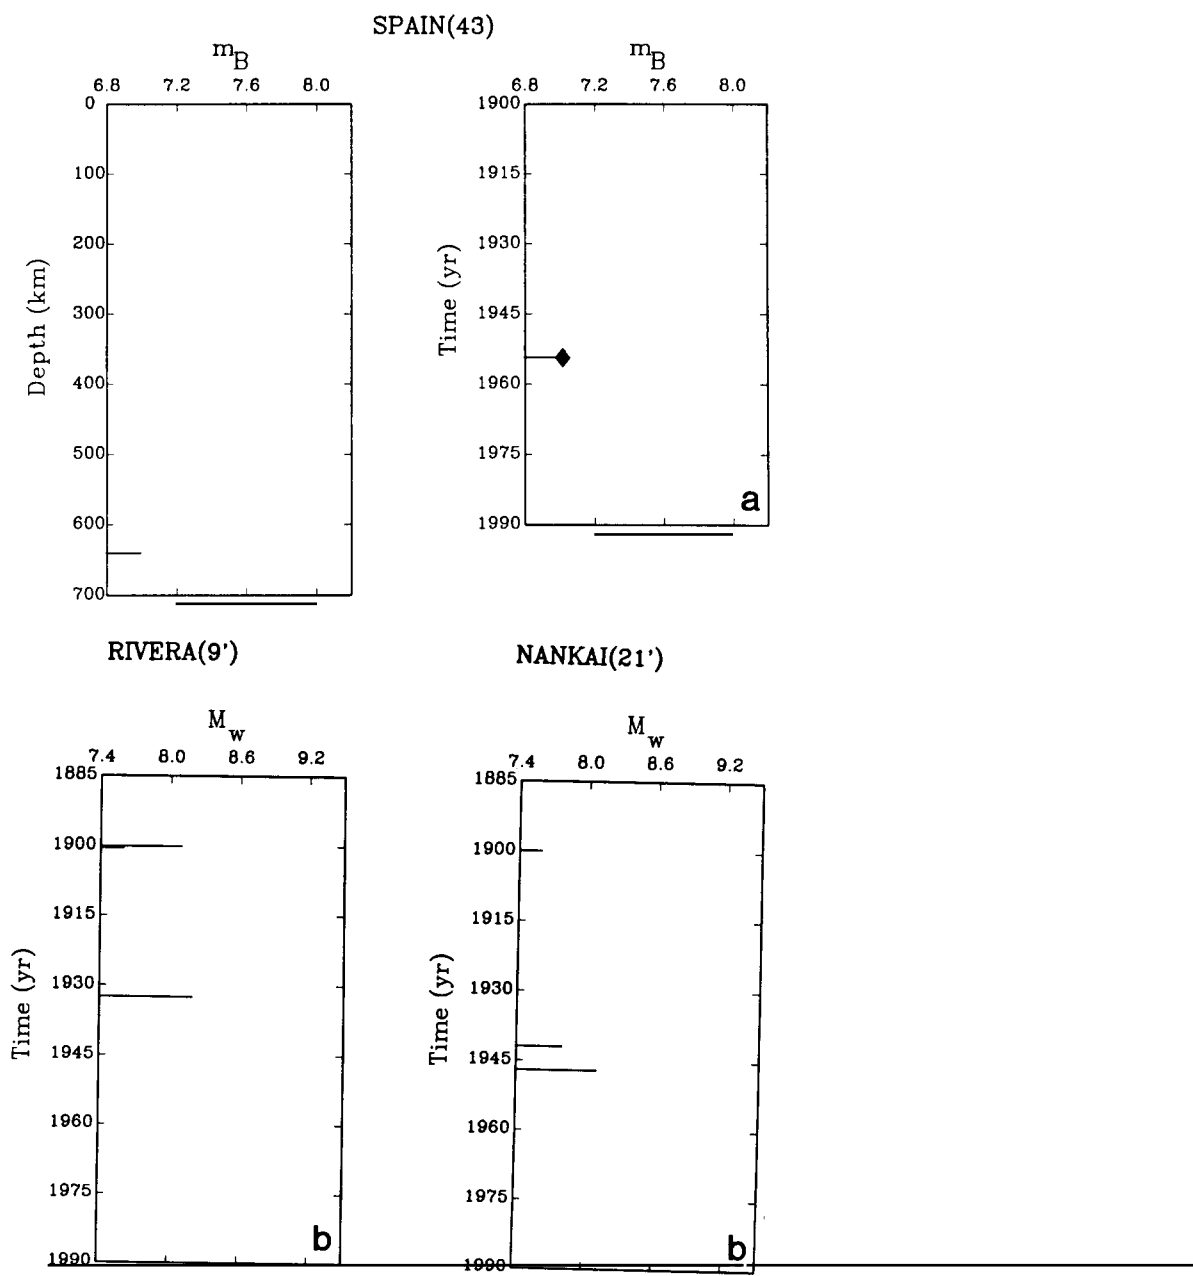 SPAIN(43)
m_B
6.8 7.2 7.6 8.0
0
100
200
300
400
500
600
700
Depth (km)
m_B
6.8 7.2 7.6 8.0
1900
1915
1930
1945
1960
1975
1990
Time (yr)
a
RIVERA(9')
M_w
7.4 8.0 8.6 9.2
1885
1900
1915
1930
1945
1960
1975
1990
Time (yr)
b
NANKAI(21')
M_w
7.4 8.0 8.6 9.2
1885
1900
1915
1930
1945
1960
1975
1990
Time (yr)
b